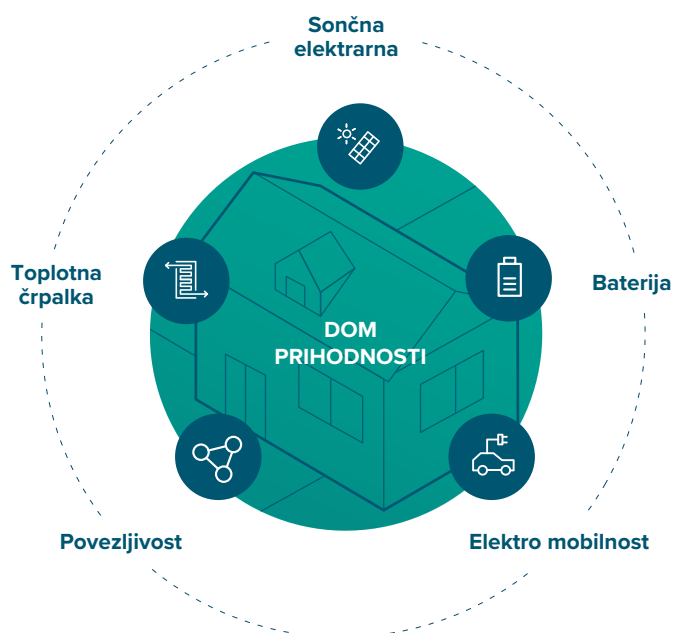 Sončna
elektrarna
Toplotna
črpalka
Baterija
DOM
PRIHODNOSTI
Povezljivost
Elektro mobilnost